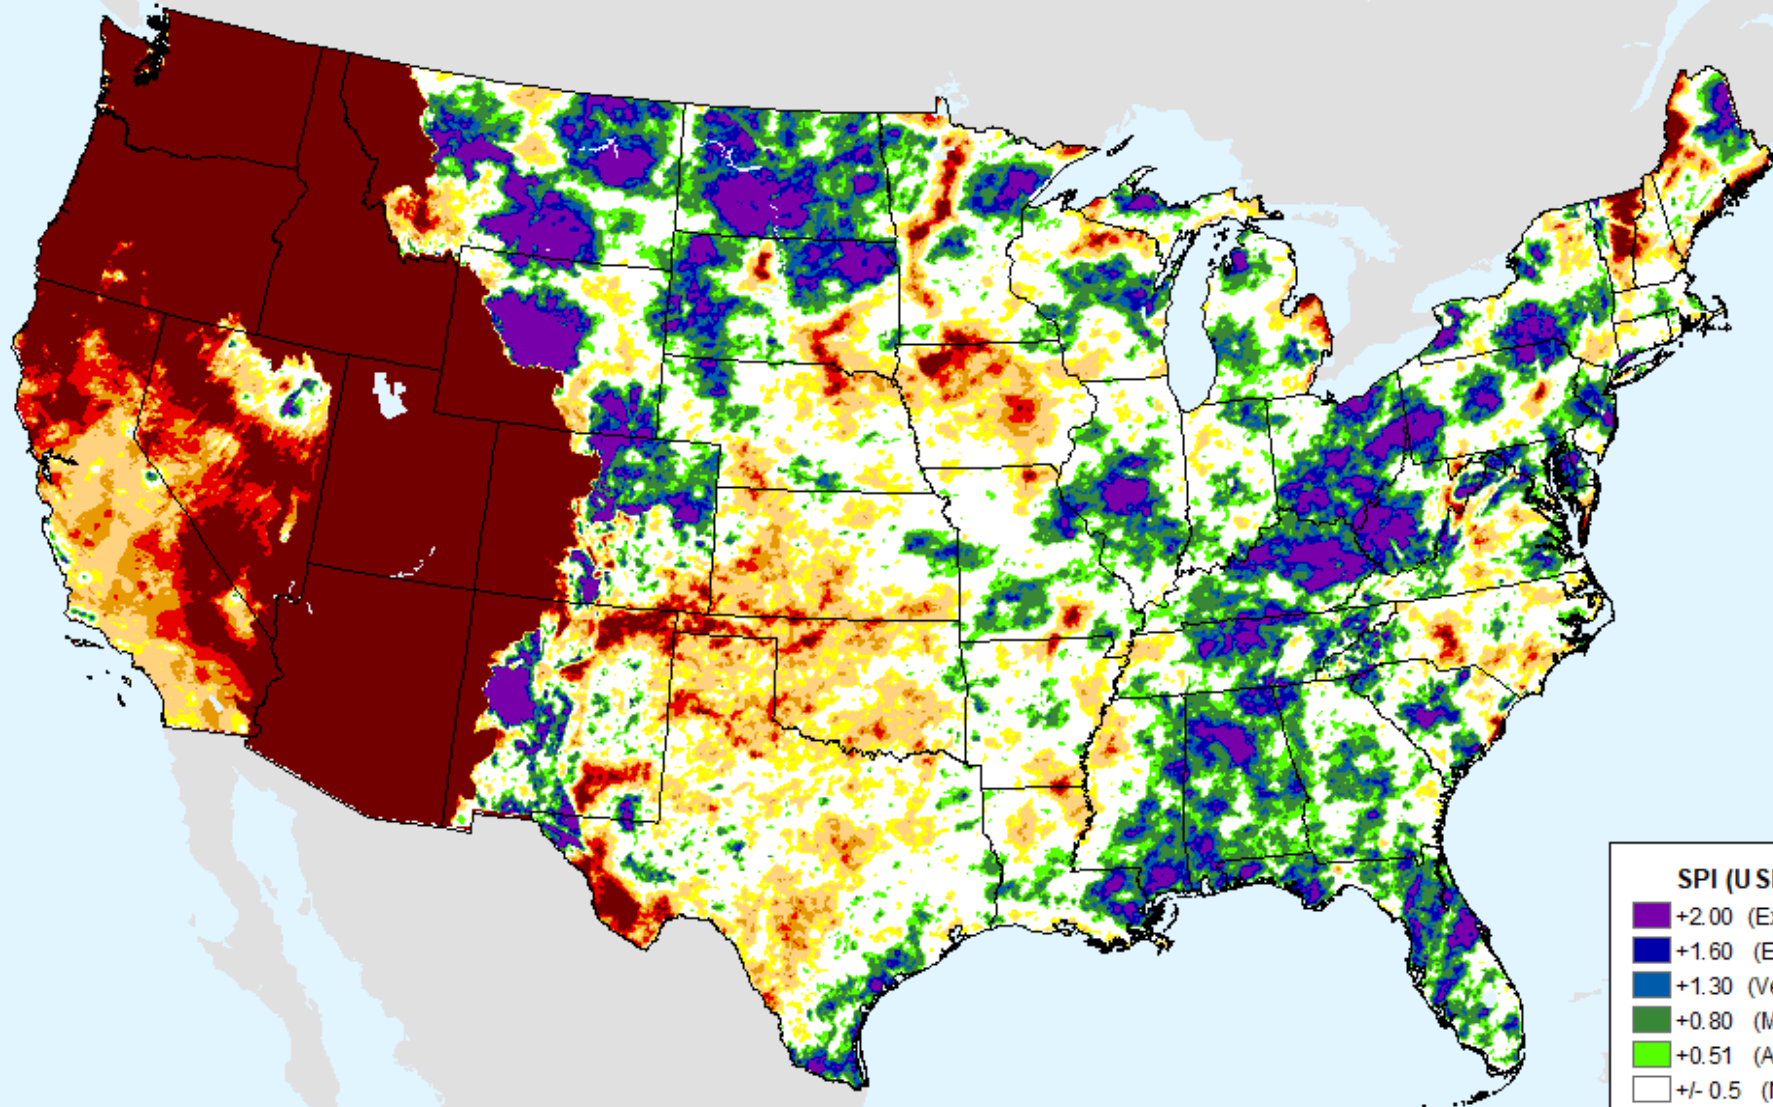 SPI (U
+2.00 (Ex
+1.60 (E
+1.30 (Ve
+0.80 (M
+0.51 (A
+/- 0.5 (N